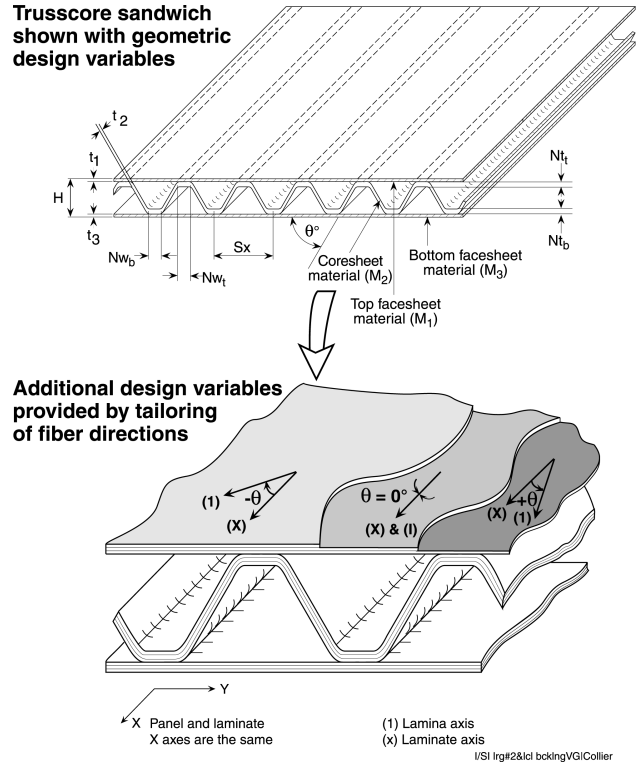 Trusscore sandwich
shown with geometric
design variables
t2
t1
H
t3
Nwb
Sx
Nwt
θ°
Ntt
Ntb
Coresheet
material (M2)
Bottom facesheet
material (M3)
Top facesheet
material (M1)
Additional design variables
provided by tailoring
of fiber directions
(1)
-θ
(X)
θ = 0°
(X) & (I)
(X)
+θ
(1)
Y
X Panel and laminate
X axes are the same
(1) Lamina axis
(x) Laminate axis
I/SI lrg#2&lcl bcklngVG|Collier